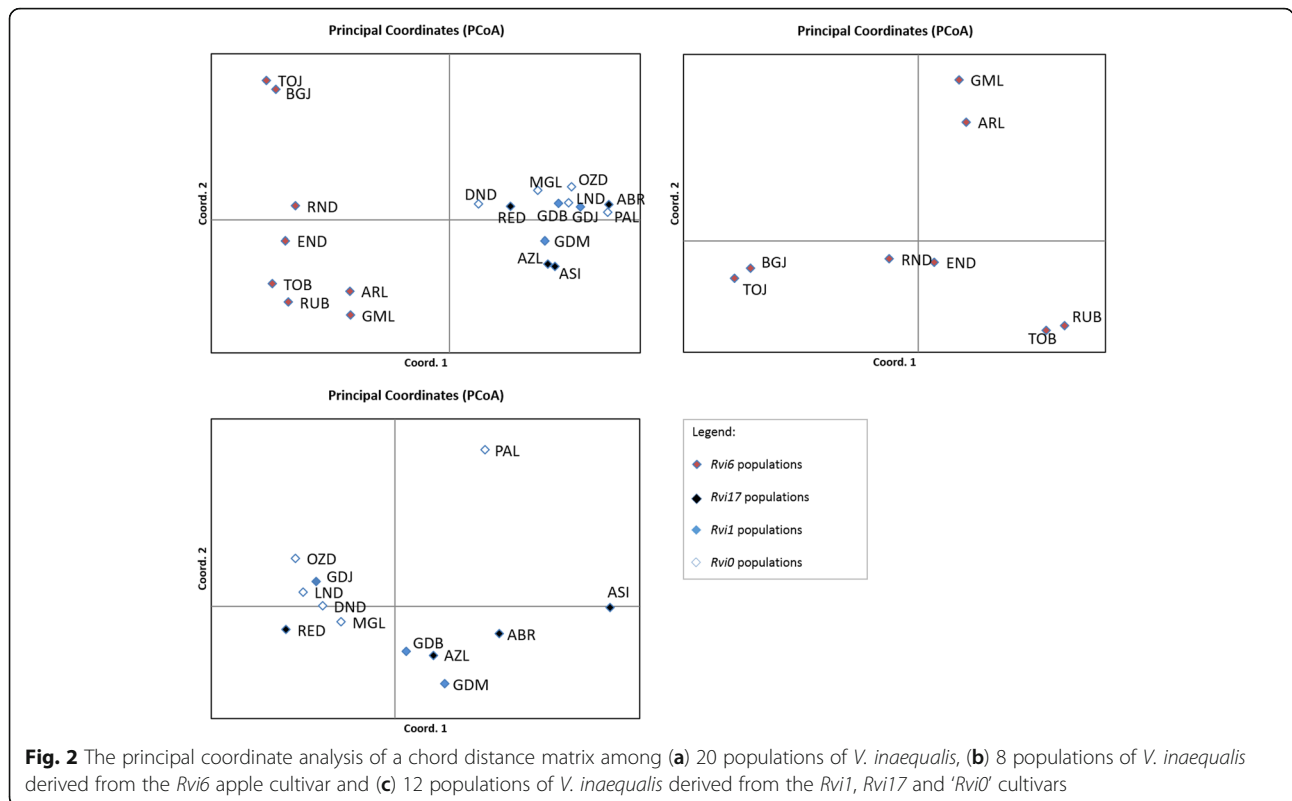 Principal Coordinates (PCoA)
TOJ
BGJ
RND
END
TOB
RUB
ARL
GML
DND
MGL
OZD
RED
GDB
LND
GDJ
ABR
PAL
GDM
AZL
ASI
Coord. 2
Coord. 1
Principal Coordinates (PCoA)
GML
ARL
BGJ
TOJ
RND
END
RUB
TOB
Coord. 2
Coord. 1
Principal Coordinates (PCoA)
PAL
OZD
GDJ
LND
DND
MGL
RED
ASI
ABR
GDB
AZL
GDM
Coord. 2
Coord. 1
Legend:
Rvi6 populations
Rvi17 populations
Rvi1 populations
Rvi0 populations
Fig. 2 The principal coordinate analysis of a chord distance matrix among (a) 20 populations of V. inaequalis, (b) 8 populations of V. inaequalis
derived from the Rvi6 apple cultivar and (c) 12 populations of V. inaequalis derived from the Rvi1, Rvi17 and ‘Rvi0’ cultivars